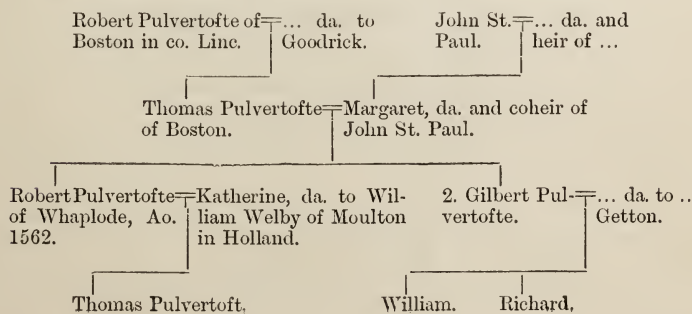 Robert Pulvertofte of ... da. to
Boston in co. Linc. Goodrick.
John St. ... da. and
Paul. heir of ...
Thomas Pulvertofte
of Boston.
Margaret, da. and coheir of
John St. Paul.
Robert Pulvertofte
of Whaplode, Ao.
1562.
Katherine, da. to Wil-
liam Welby of Moulton
in Holland.
2. Gilbert Pul-
vertofte.
... da. to ..
Getton.
Thomas Pulvertoft.
William. Richard.